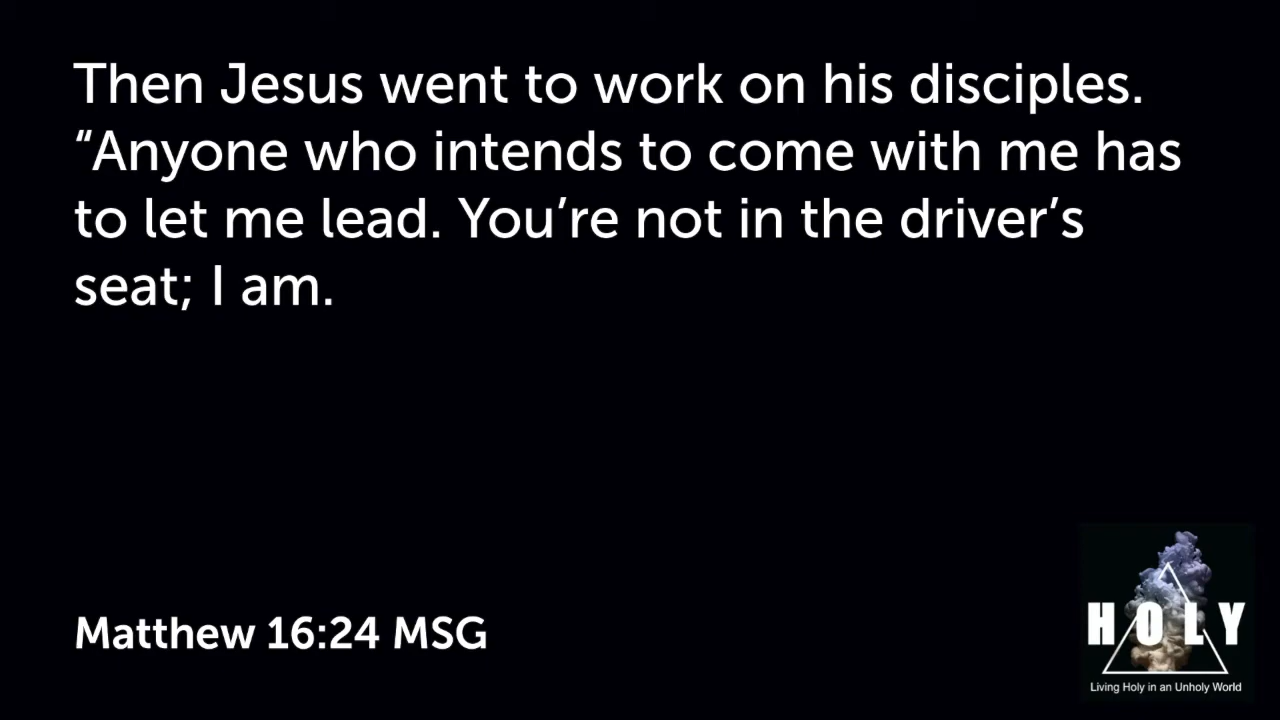 Then Jesus went to work on his disciples.
“Anyone who intends to come with me has
to let me lead. You’re not in the driver’s
seat; I am.
Matthew 16:24 MSG
HOLY
Living Holy in an Unholy World